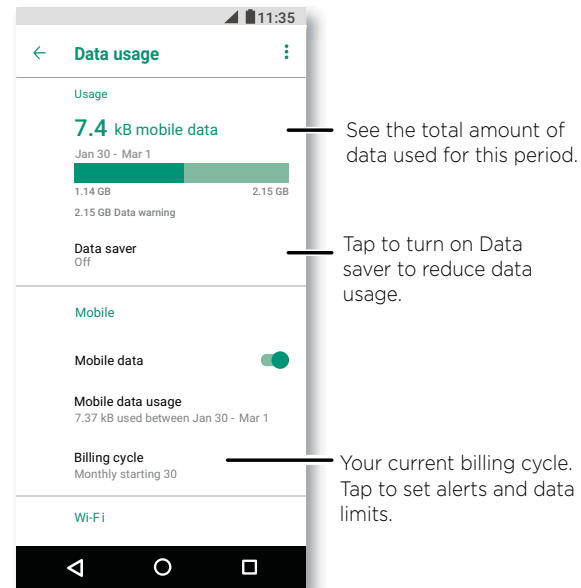 11:35
Data usage
Usage
7.4 kB mobile data
Jan 30 - Mar 1
1.14 GB 2.15 GB
2.15 GB Data warning
Data saver
Off
Mobile
Mobile data
Mobile data usage
7.37 kB used between Jan 30 - Mar 1
Billing cycle
Monthly starting 30
Wi-Fi
See the total amount of
data used for this period.
Tap to turn on Data
saver to reduce data
usage.
Your current billing cycle.
Tap to set alerts and data
limits.